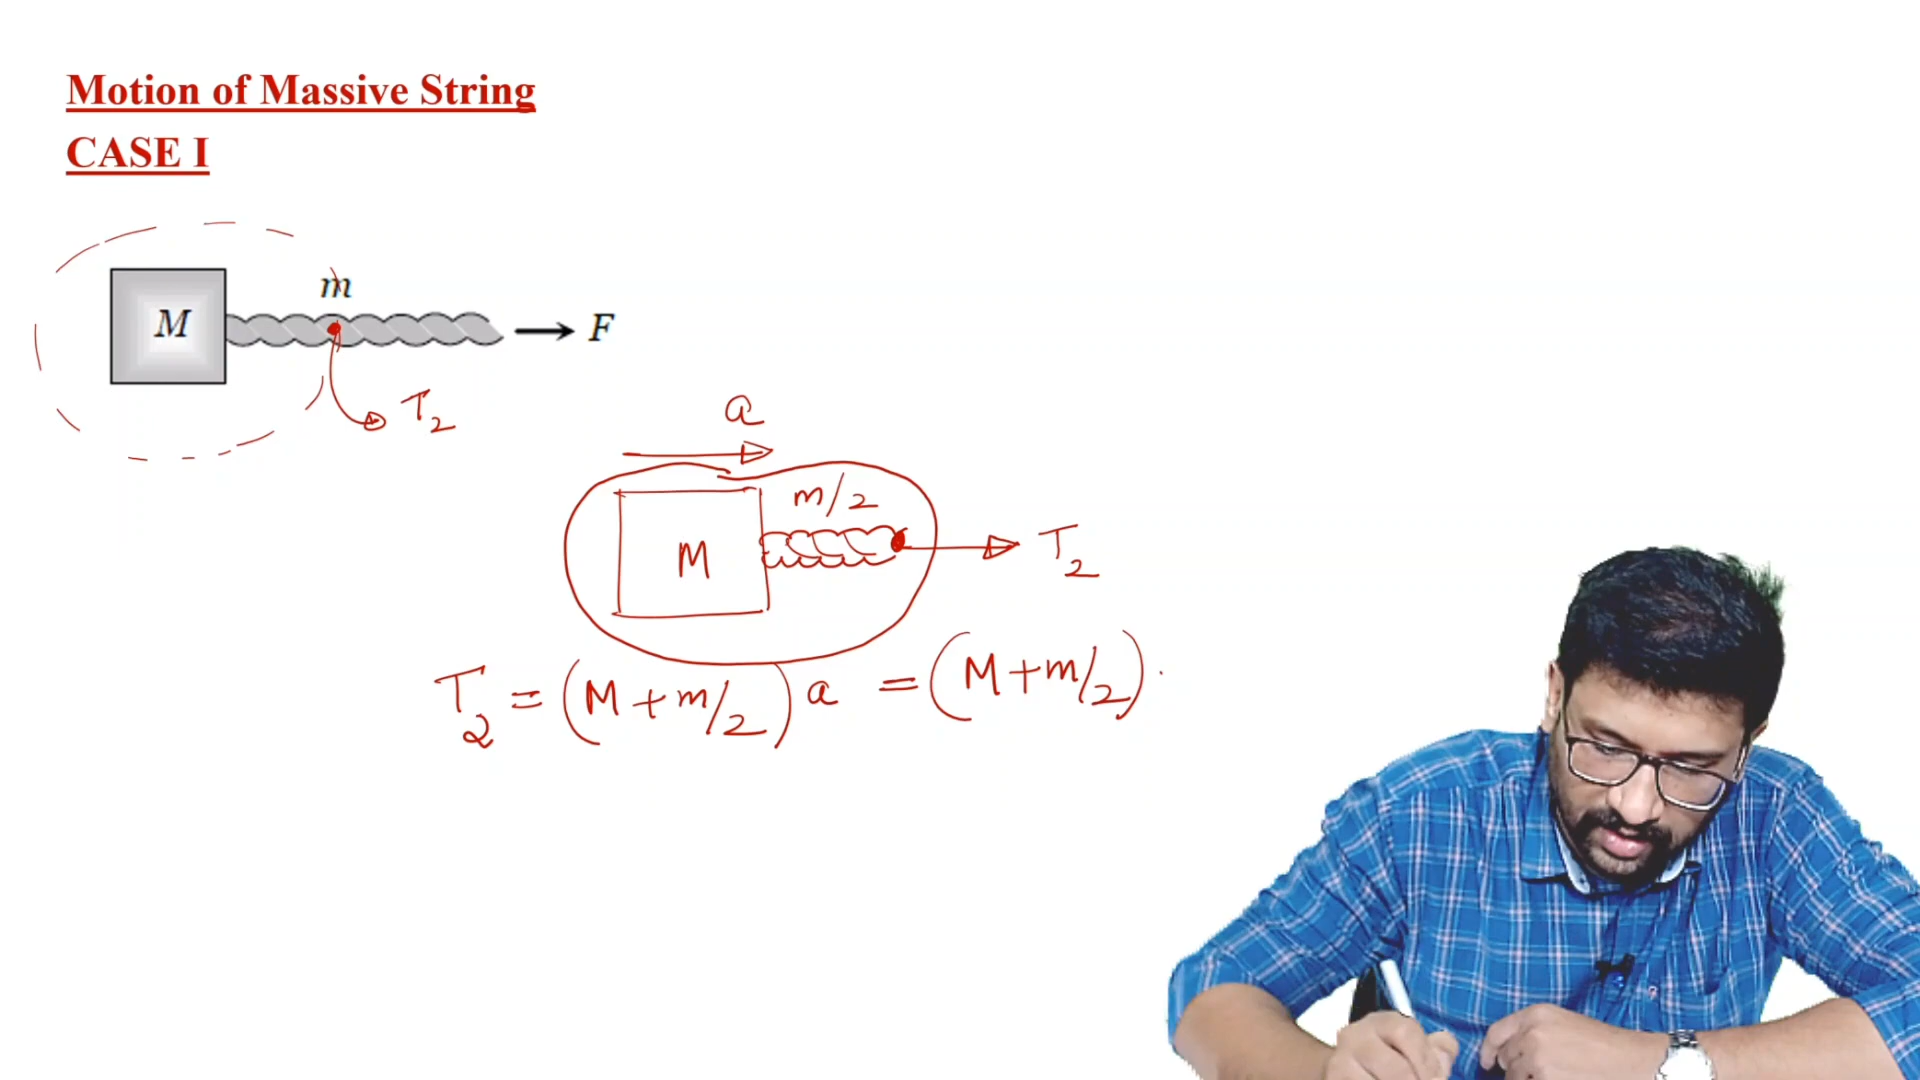 Motion of Massive String
CASE I
m
M
F
T₂
a
m/2
M
T₂
T₂ = (M + m/2) a = (M + m/2) ·